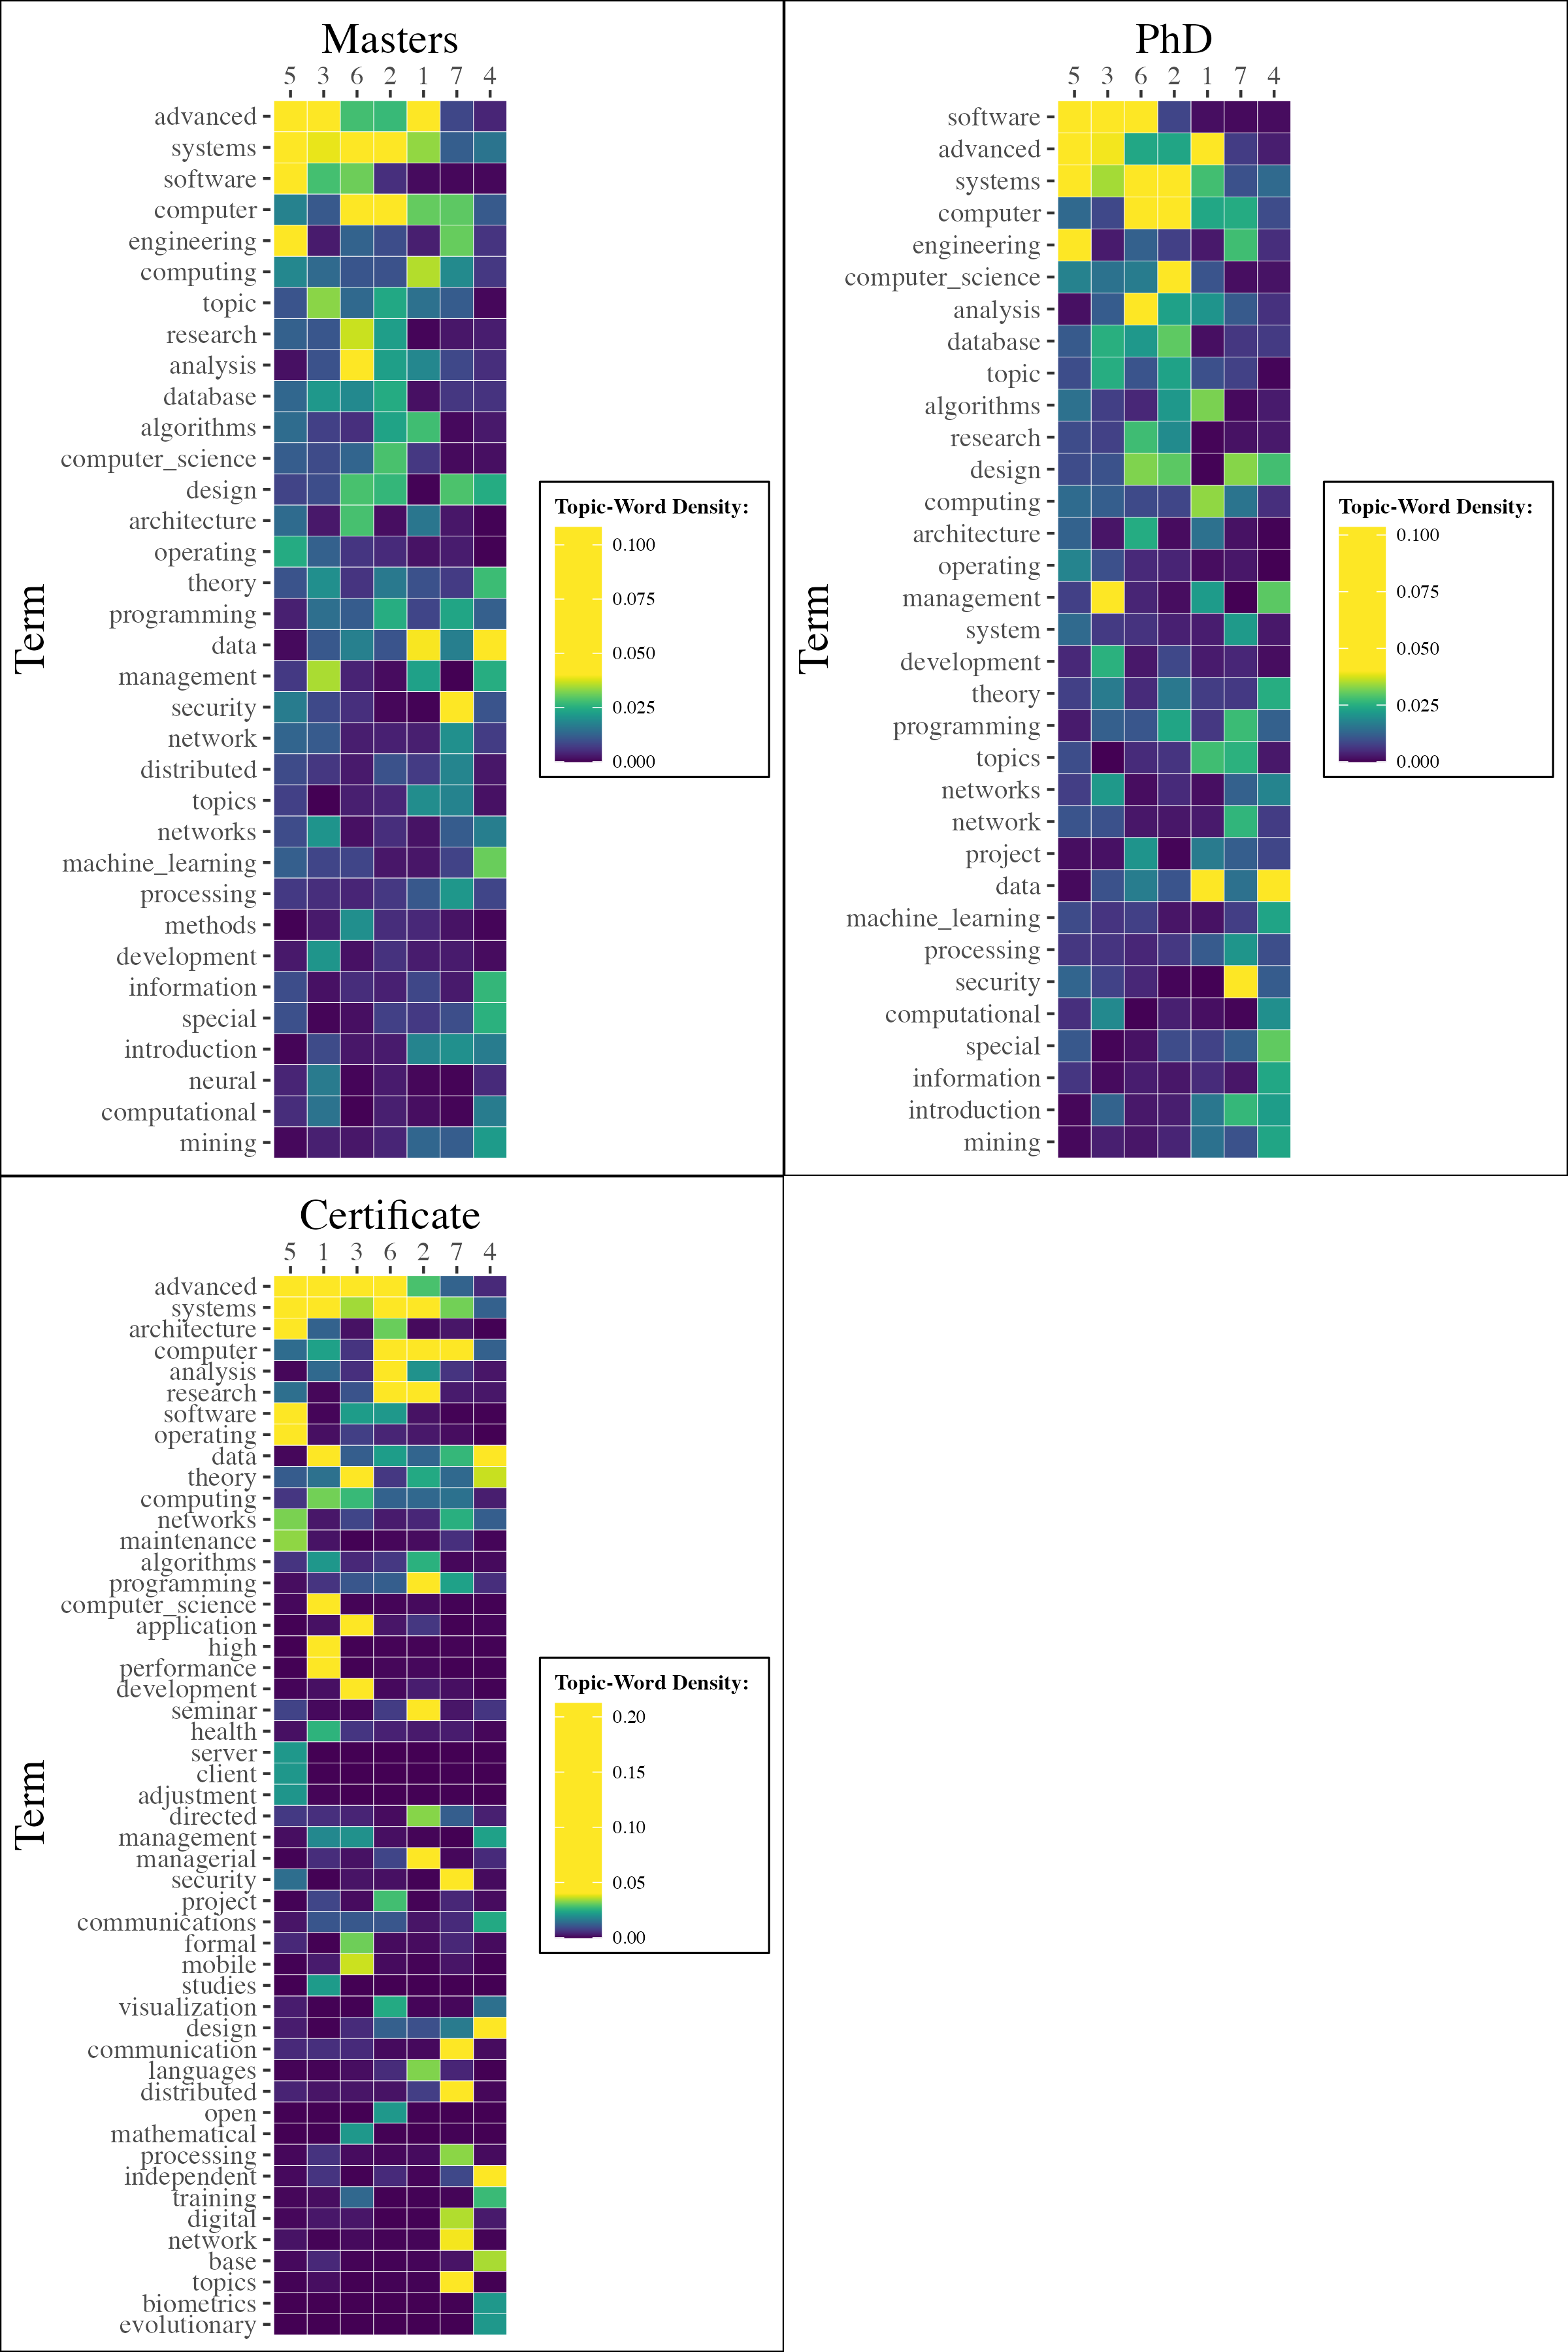 Masters
5 3 6 2 1 7 4
advanced
systems
software
computer
engineering
computing
topic
research
analysis
database
algorithms
computer_science
design
architecture
operating
theory
programming
data
management
security
network
distributed
topics
networks
machine_learning
processing
methods
development
information
special
introduction
neural
computational
mining
Term
Topic-Word Density:
0.100
0.075
0.050
0.025
0.000
PhD
5 3 6 2 1 7 4
software
advanced
systems
computer
engineering
computer_science
analysis
database
topic
algorithms
research
design
computing
architecture
operating
management
system
development
theory
programming
topics
networks
network
project
data
machine_learning
processing
security
computational
special
information
introduction
mining
Term
Topic-Word Density:
0.100
0.075
0.050
0.025
0.000
Certificate
5 1 3 6 2 7 4
advanced
systems
architecture
computer
analysis
research
software
operating
data
theory
computing
networks
maintenance
algorithms
programming
computer_science
application
high
performance
development
seminar
health
server
client
adjustment
directed
management
managerial
security
project
communications
formal
mobile
studies
visualization
design
communication
languages
distributed
open
mathematical
processing
independent
training
digital
network
base
topics
biometrics
evolutionary
Term
Topic-Word Density:
0.20
0.15
0.10
0.05
0.00